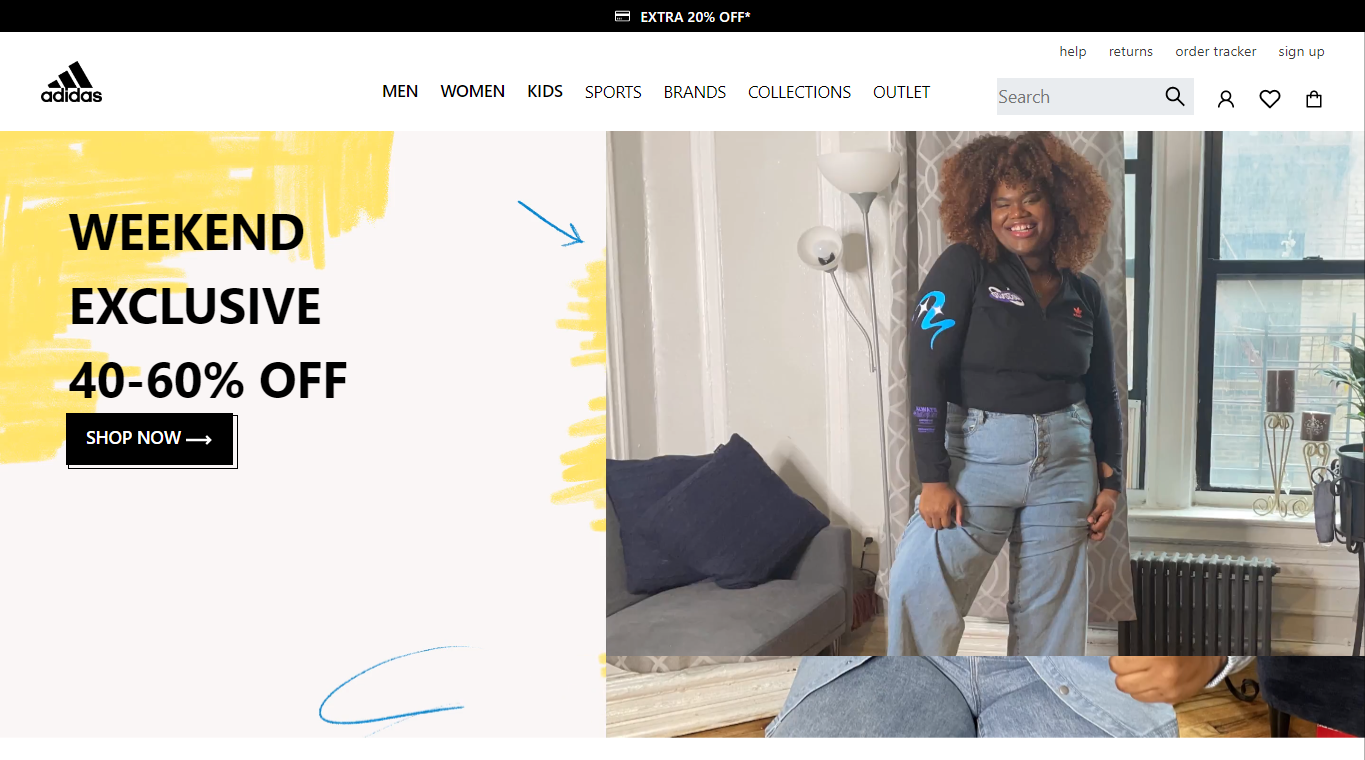 EXTRA 20% OFF*
help returns order tracker sign up
adidas
MEN WOMEN KIDS SPORTS BRANDS COLLECTIONS OUTLET
Search
WEEKEND
EXCLUSIVE
40-60% OFF
SHOP NOW